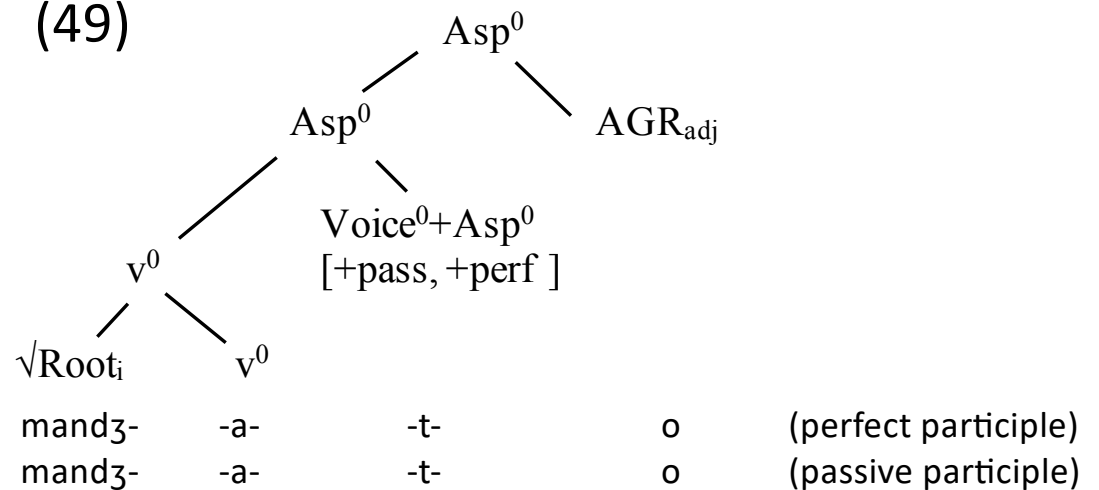 (49)
Asp⁰
Asp⁰ AGRadj
Voice⁰+Asp⁰
[+pass, +perf ]
v⁰
√Rooti v⁰
mandʒ- -a- -t- o (perfect participle)
mandʒ- -a- -t- o (passive participle)